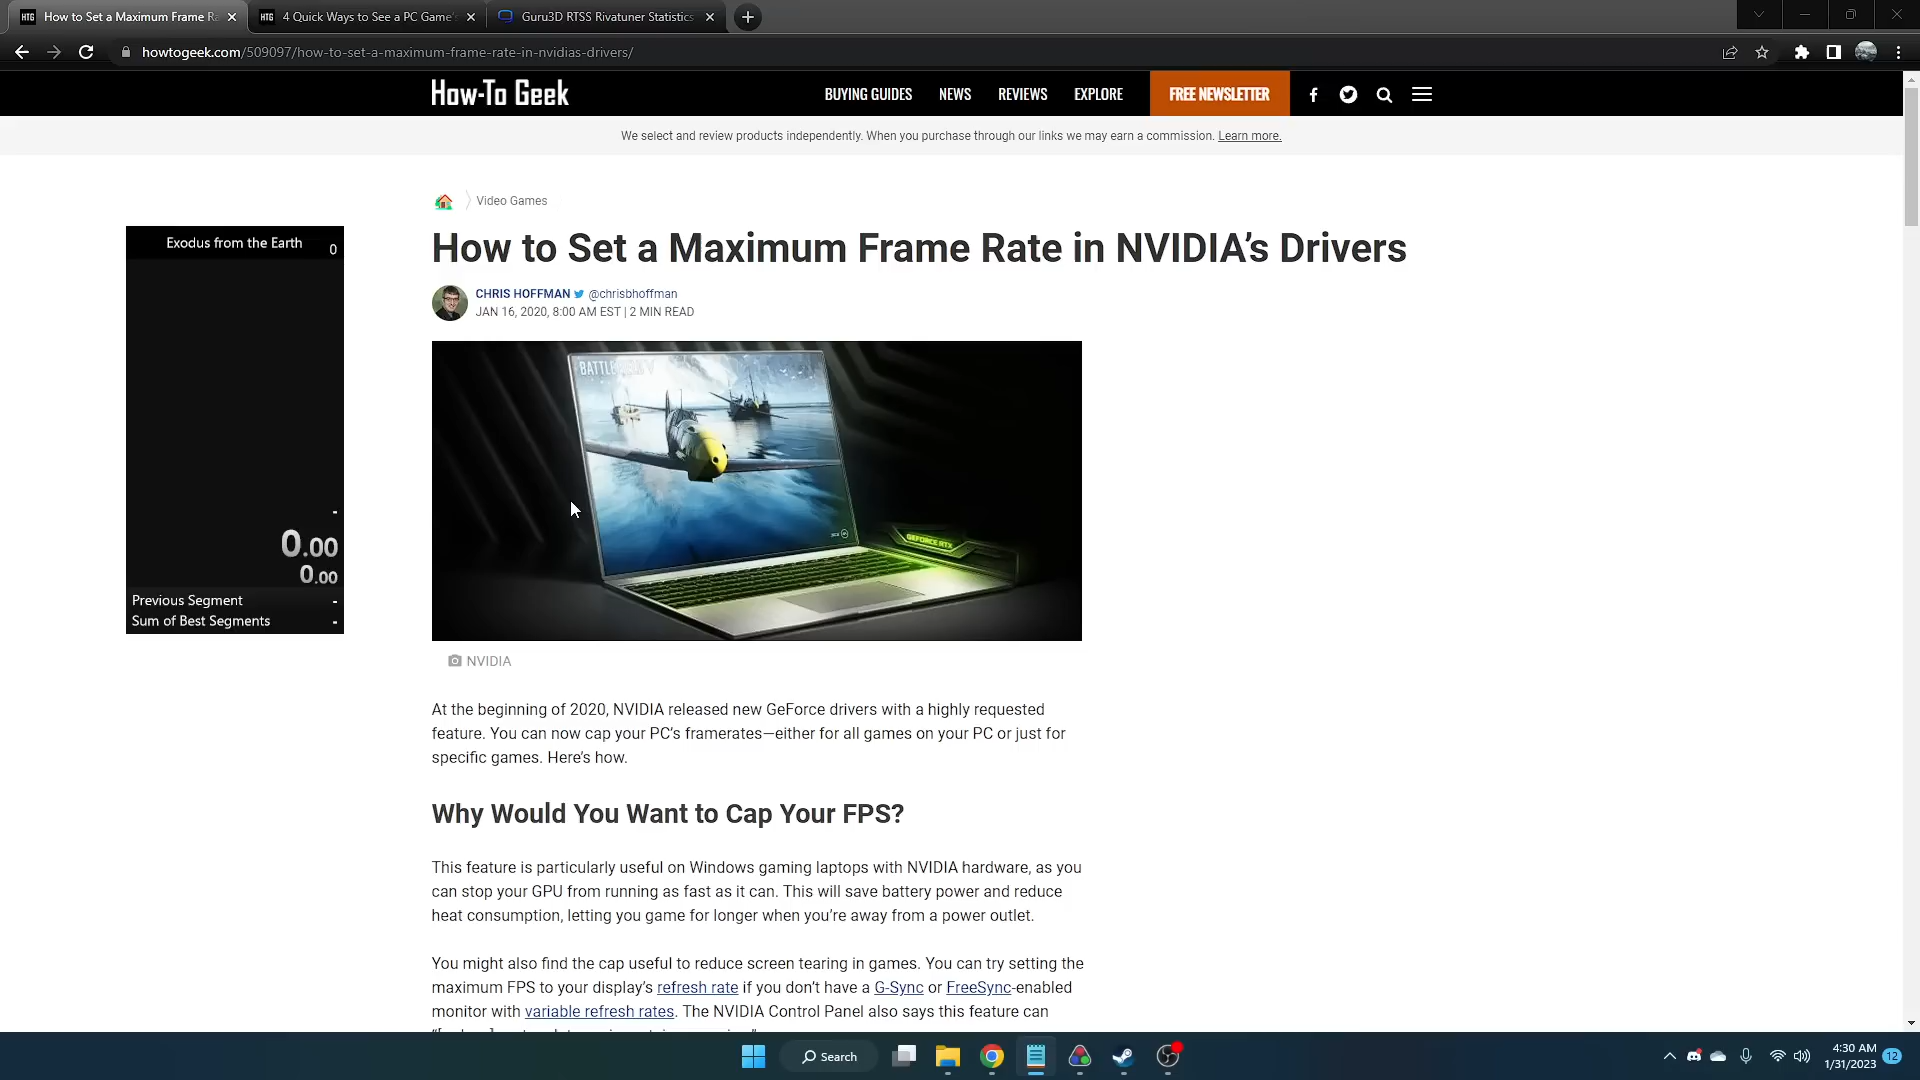 How to Set a Maximum Frame Ra
4 Quick Ways to See a PC Game's
Guru3D RTSS Rivatuner Statistics
howtogeek.com/509097/how-to-set-a-maximum-frame-rate-in-nvidias-drivers/
How-To Geek
BUYING GUIDES
NEWS
REVIEWS
EXPLORE
FREE NEWSLETTER
We select and review products independently. When you purchase through our links we may earn a commission. Learn more.
Video Games
Exodus from the Earth 0
How to Set a Maximum Frame Rate in NVIDIA's Drivers
CHRIS HOFFMAN @chrisbhoffman
JAN 16, 2020, 8:00 AM EST | 2 MIN READ
BATTLEFIELD V
GEFORCE RTX
-
0.00
0.00
Previous Segment -
Sum of Best Segments -
NVIDIA
At the beginning of 2020, NVIDIA released new GeForce drivers with a highly requested
feature. You can now cap your PC's framerates—either for all games on your PC or just for
specific games. Here's how.
Why Would You Want to Cap Your FPS?
This feature is particularly useful on Windows gaming laptops with NVIDIA hardware, as you
can stop your GPU from running as fast as it can. This will save battery power and reduce
heat consumption, letting you game for longer when you're away from a power outlet.
You might also find the cap useful to reduce screen tearing in games. You can try setting the
maximum FPS to your display's refresh rate if you don't have a G-Sync or FreeSync-enabled
monitor with variable refresh rates. The NVIDIA Control Panel also says this feature can
Search
4:30 AM
1/31/2023
12